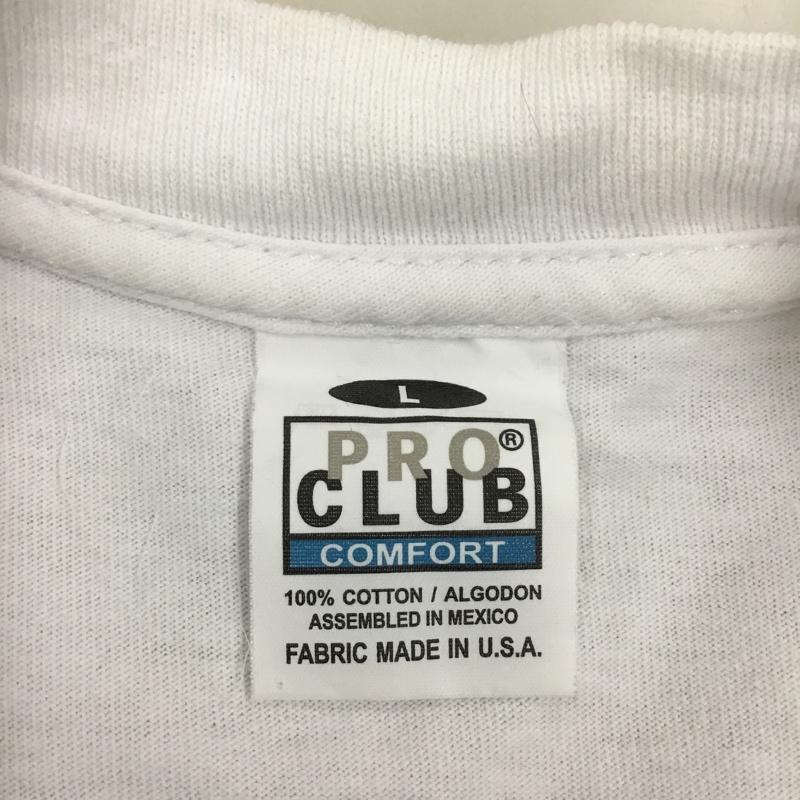 L
PRO®
CLUB
COMFORT
100% COTTON / ALGODON
ASSEMBLED IN MEXICO
FABRIC MADE IN U.S.A.